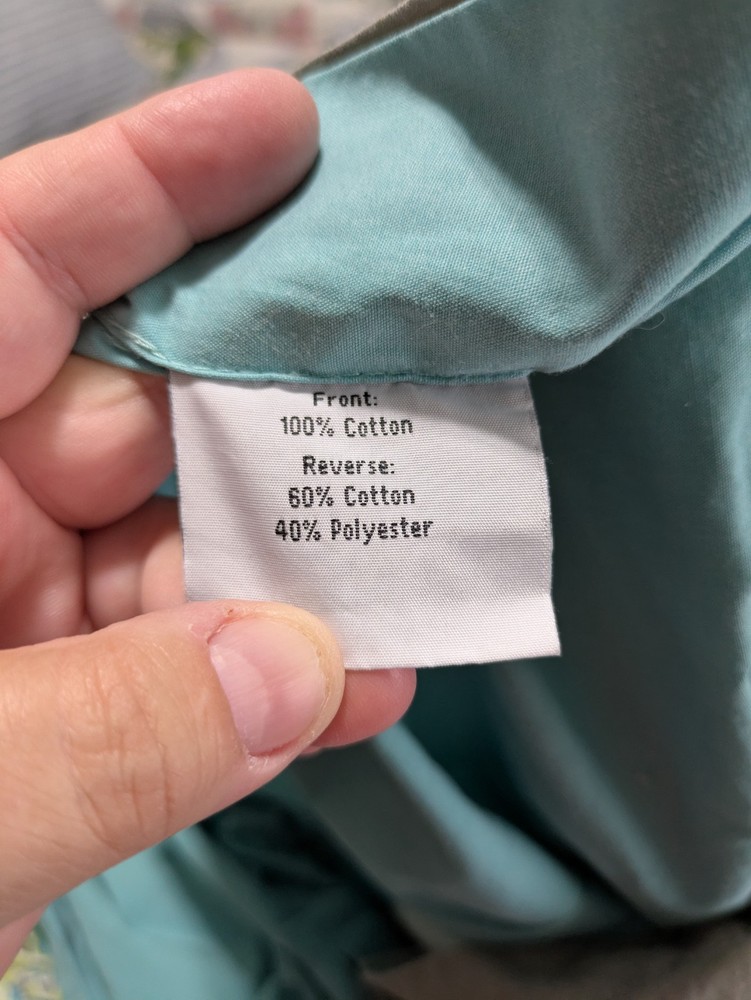 Front:
100% Cotton
Reverse:
60% Cotton
40% Polyester